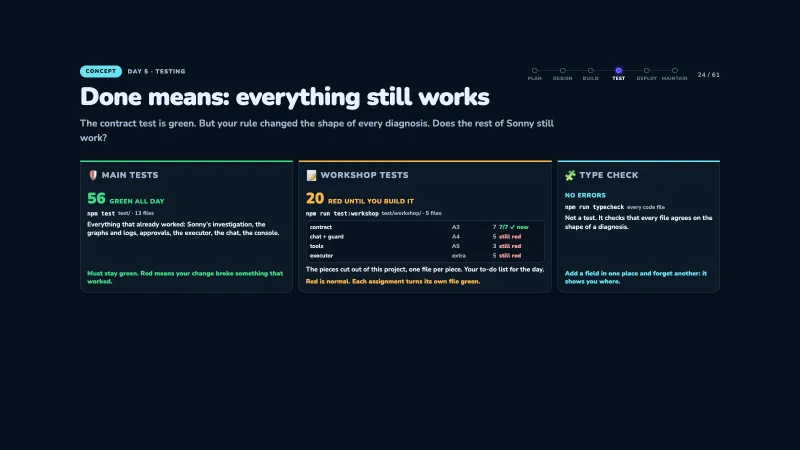 CONCEPT DAY 5 · TESTING
PLAN DESIGN BUILD TEST DEPLOY MAINTAIN 24 / 61
Done means: everything still works
The contract test is green. But your rule changed the shape of every diagnosis. Does the rest of Sonny still
work?
MAIN TESTS
56 GREEN ALL DAY
npm test test/ · 13 files
Everything that already worked: Sonny's investigation, the
graphs and logs, approvals, the executor, the chat, the console.
Must stay green. Red means your change broke something that
worked.
WORKSHOP TESTS
20 RED UNTIL YOU BUILD IT
npm run test:workshop test/workshop/ · 5 files
contract A3 7 7/7 ✓ now
chat + guard A4 5 still red
tools A5 3 still red
executor extra 5 still red
The pieces cut out of this project, one file per piece. Your to-do list for the day.
Red is normal. Each assignment turns its own file green.
TYPE CHECK
NO ERRORS
npm run typecheck every code file
Not a test. It checks that every file agrees on the
shape of a diagnosis.
Add a field in one place and forget another: it
shows you where.